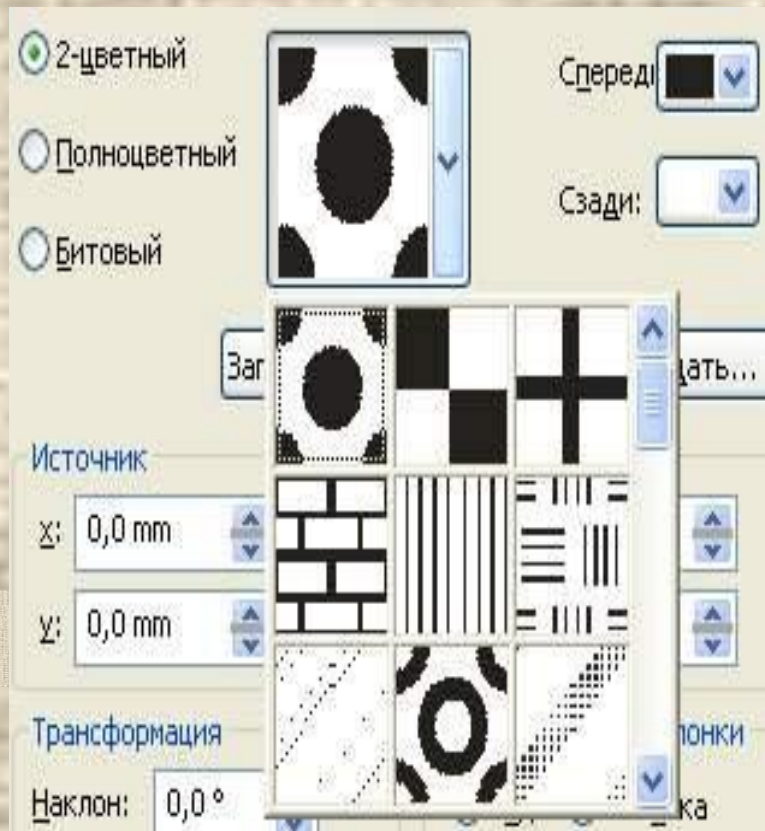 2-цветный
Спереди
Полноцветный
Сзади:
Битовый
Источник
x: 0,0 mm
y: 0,0 mm
Трансформация
Наклон: 0,0 °